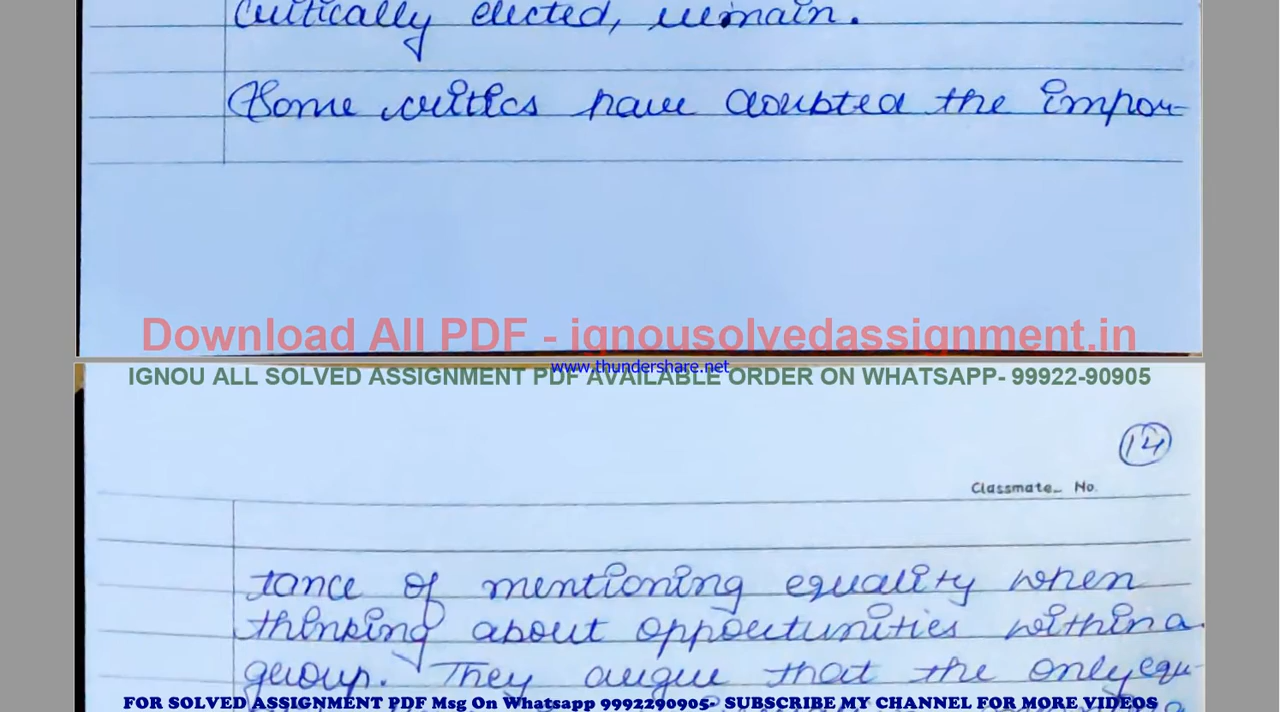 critically elected, remain.
Some critics have doubted the impor-
Download All PDF - ignousolvedassignment.in
www.thundershare.net
IGNOU ALL SOLVED ASSIGNMENT PDF AVAILABLE ORDER ON WHATSAPP- 99922-90905
14
Classmate No.
tance of mentioning equality when
thinking about opportunities within a
group. They argue that the only equ-
FOR SOLVED ASSIGNMENT PDF Msg On Whatsapp 9992290905- SUBSCRIBE MY CHANNEL FOR MORE VIDEOS